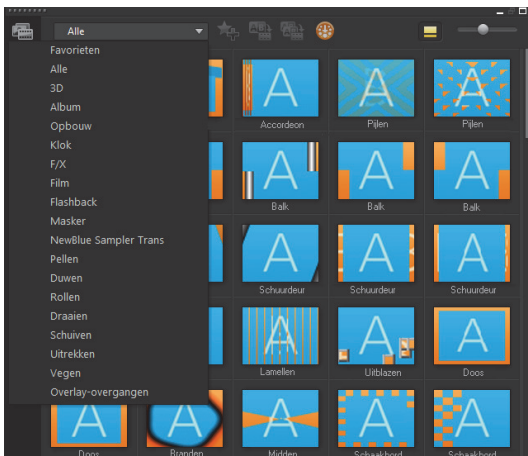 Alle
Favorieten
Alle
3D
Album
Opbouw
Klok
F/X
Film
Flashback
Masker
NewBlue Sampler Trans
Pellen
Duwen
Rollen
Draaien
Schuiven
Uitrekken
Vegen
Overlay-overgangen
A A A
Accordeon Pijlen Pijlen
A A A
Balk Balk Balk
A A A
Schuurdeur Schuurdeur Schuurdeur
A A A
Lamellen Uitblazen Doos
A A A A A
Doos Branden Midden Schaakbord Schaakbord